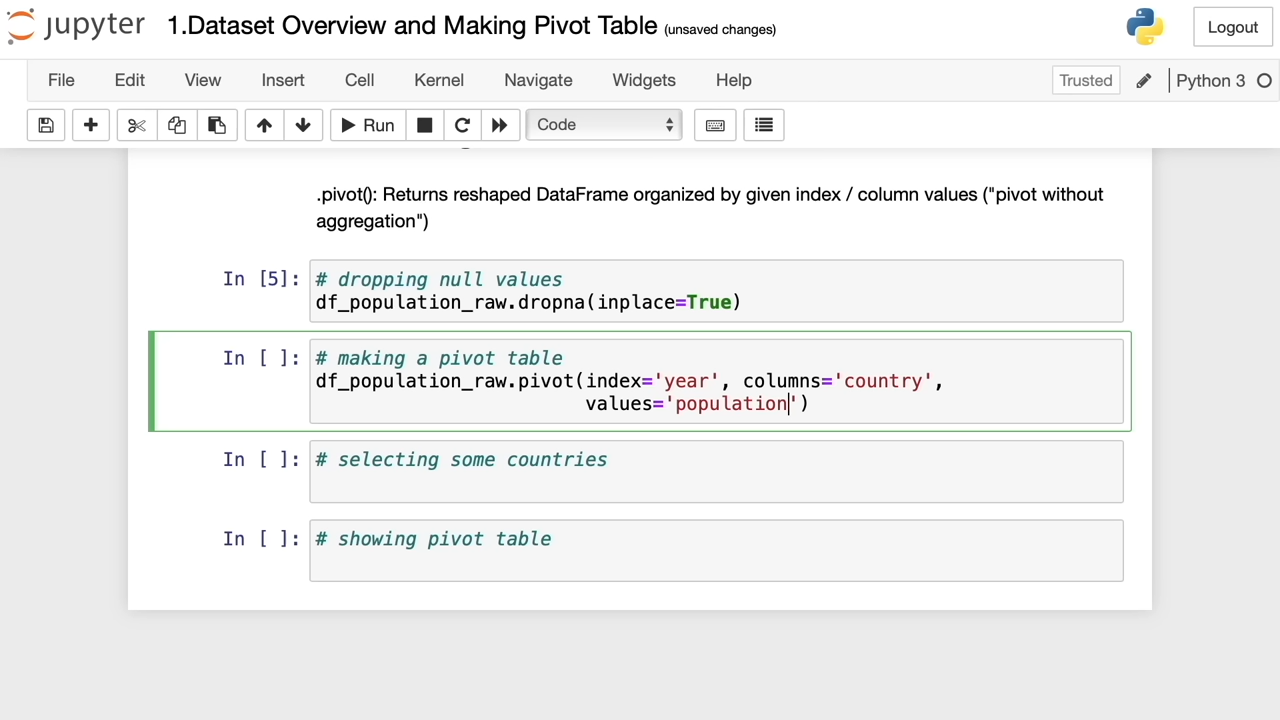 jupyter 1.Dataset Overview and Making Pivot Table (unsaved changes) Logout
File Edit View Insert Cell Kernel Navigate Widgets Help Trusted Python 3
Run Code
.pivot(): Returns reshaped DataFrame organized by given index / column values ("pivot without
aggregation")
In [5]: # dropping null values
df_population_raw.dropna(inplace=True)
In [ ]: # making a pivot table
df_population_raw.pivot(index='year', columns='country',
values='population')
In [ ]: # selecting some countries
In [ ]: # showing pivot table